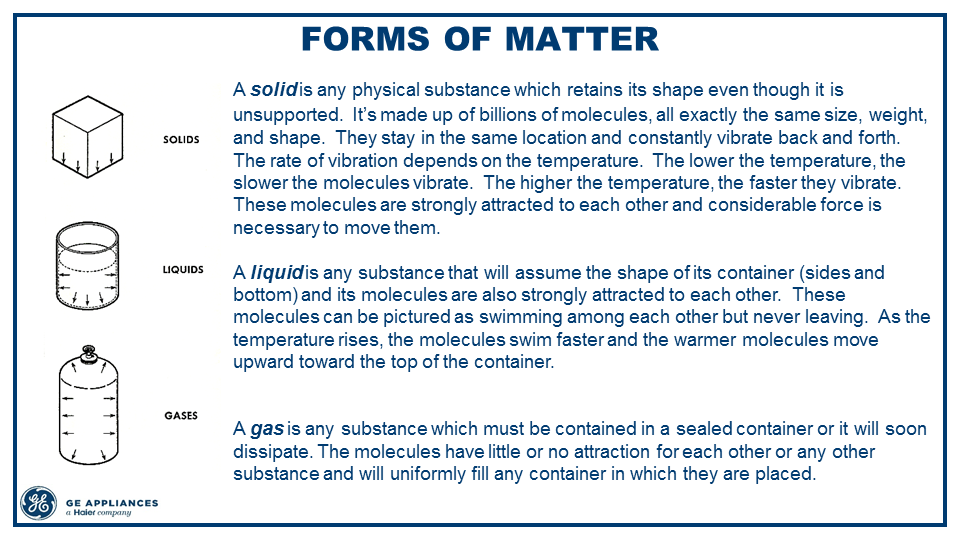 FORMS OF MATTER
A solid is any physical substance which retains its shape even though it is
unsupported. It's made up of billions of molecules, all exactly the same size, weight,
and shape. They stay in the same location and constantly vibrate back and forth.
The rate of vibration depends on the temperature. The lower the temperature, the
slower the molecules vibrate. The higher the temperature, the faster they vibrate.
These molecules are strongly attracted to each other and considerable force is
necessary to move them.
SOLIDS
A liquid is any substance that will assume the shape of its container (sides and
bottom) and its molecules are also strongly attracted to each other. These
molecules can be pictured as swimming among each other but never leaving. As the
temperature rises, the molecules swim faster and the warmer molecules move
upward toward the top of the container.
LIQUIDS
A gas is any substance which must be contained in a sealed container or it will soon
dissipate. The molecules have little or no attraction for each other or any other
substance and will uniformly fill any container in which they are placed.
GASES
GE
GE APPLIANCES
a Haier company